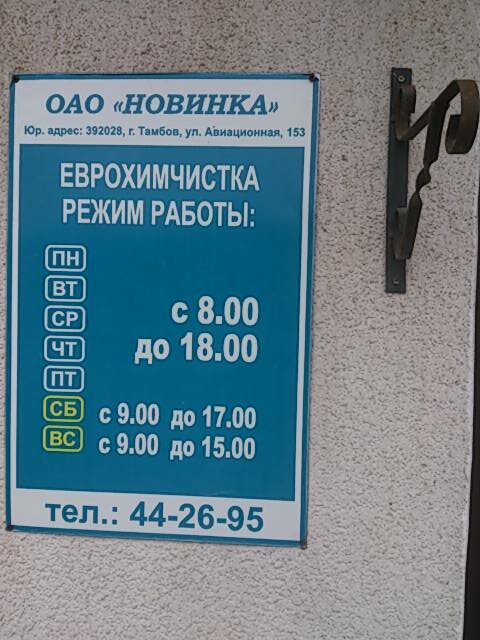 ОАО «НОВИНКА»
Юр. адрес: 392028, г. Тамбов, ул. Авиационная, 153
ЕВРОХИМЧИСТКА
РЕЖИМ РАБОТЫ:
ПН
ВТ
СР
ЧТ
ПТ
с 8.00
до 18.00
СБ с 9.00 до 17.00
ВС с 9.00 до 15.00
тел.: 44-26-95